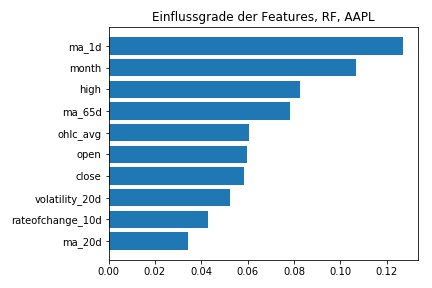 Einflussgrade der Features, RF, AAPL
ma_1d
month
high
ma_65d
ohlc_avg
open
close
volatility_20d
rateofchange_10d
ma_20d
0.00 0.02 0.04 0.06 0.08 0.10 0.12